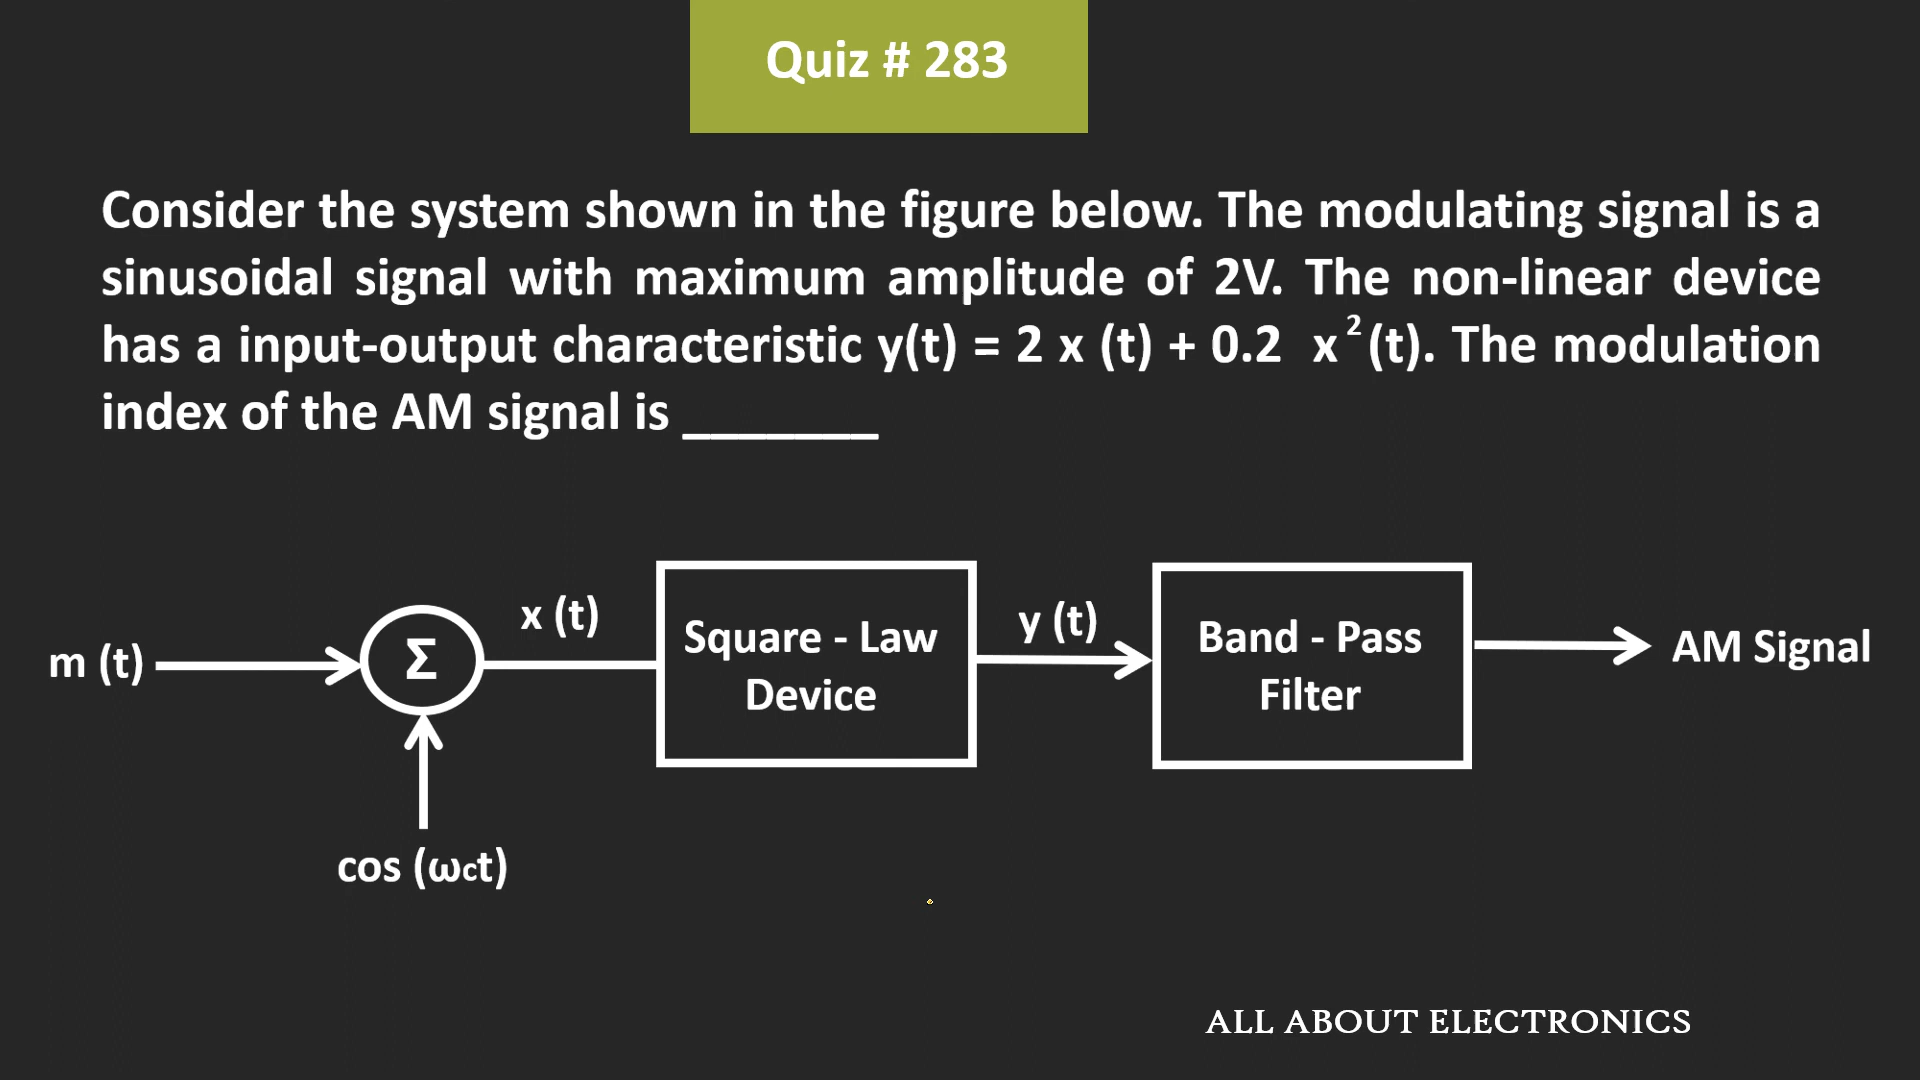 Quiz # 283
Consider the system shown in the figure below. The modulating signal is a
sinusoidal signal with maximum amplitude of 2V. The non-linear device
has a input-output characteristic y(t) = 2 x (t) + 0.2 x²(t). The modulation
index of the AM signal is _______
m (t)
Σ
x (t)
Square - Law
Device
y (t)
Band - Pass
Filter
AM Signal
cos (ωct)
ALL ABOUT ELECTRONICS